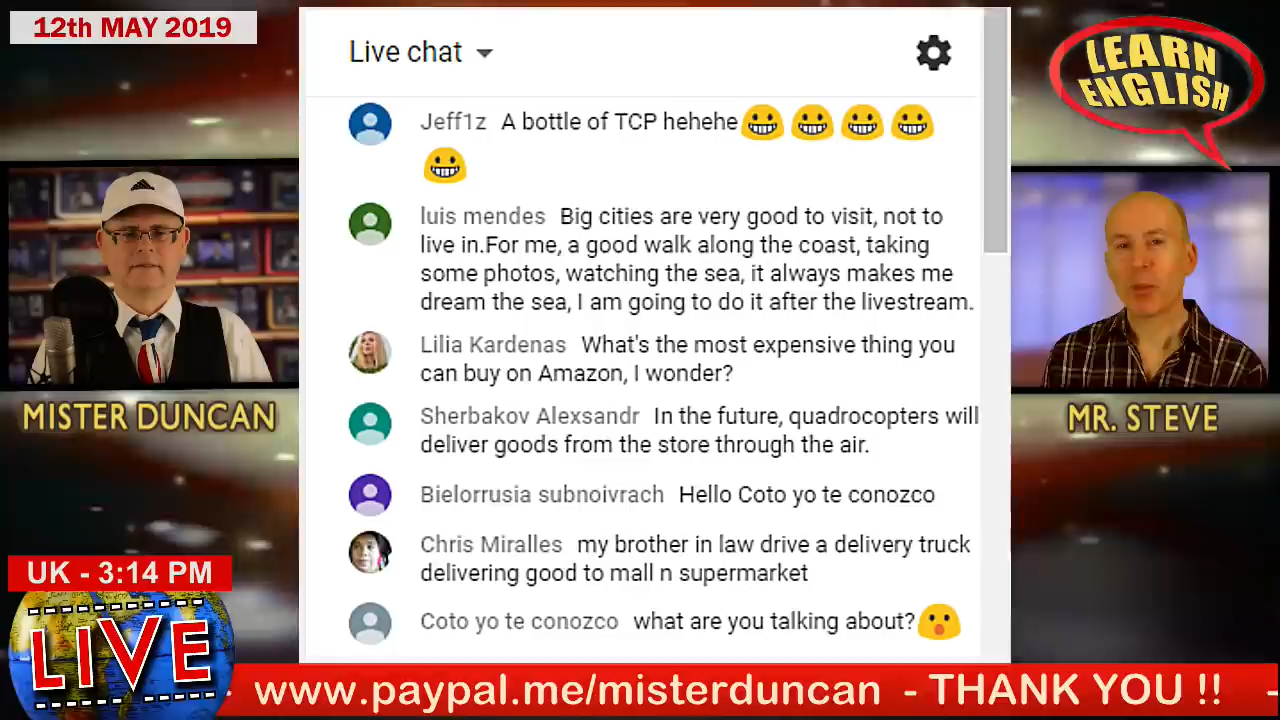 12th MAY 2019
Live chat
LEARN
ENGLISH
Jeff1z A bottle of TCP hehehe😀😀😀😀
😀
luis mendes Big cities are very good to visit, not to
live in.For me, a good walk along the coast, taking
some photos, watching the sea, it always makes me
dream the sea, I am going to do it after the livestream.
Lilia Kardenas What's the most expensive thing you
can buy on Amazon, I wonder?
Sherbakov Alexsandr In the future, quadrocopters will
deliver goods from the store through the air.
Bielorrusia subnoivrach Hello Coto yo te conozco
Chris Miralles my brother in law drive a delivery truck
delivering good to mall n supermarket
Coto yo te conozco what are you talking about?😮
MISTER DUNCAN
MR. STEVE
UK - 3:14 PM
LIVE
- www.paypal.me/misterduncan - THANK YOU !! -